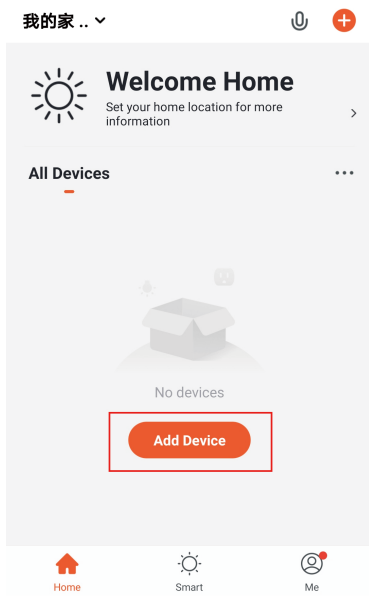 我的家 ..
Welcome Home
Set your home location for more
information
All Devices
No devices
Add Device
Home
Smart
Me